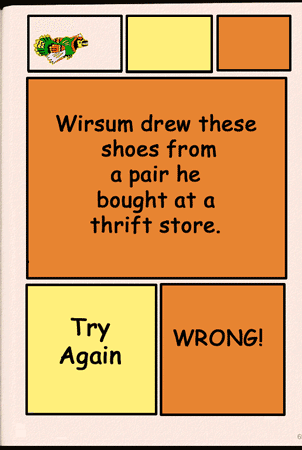 Wirsum drew these
shoes from
a pair he
bought at a
thrift store.
Try
Again
WRONG!